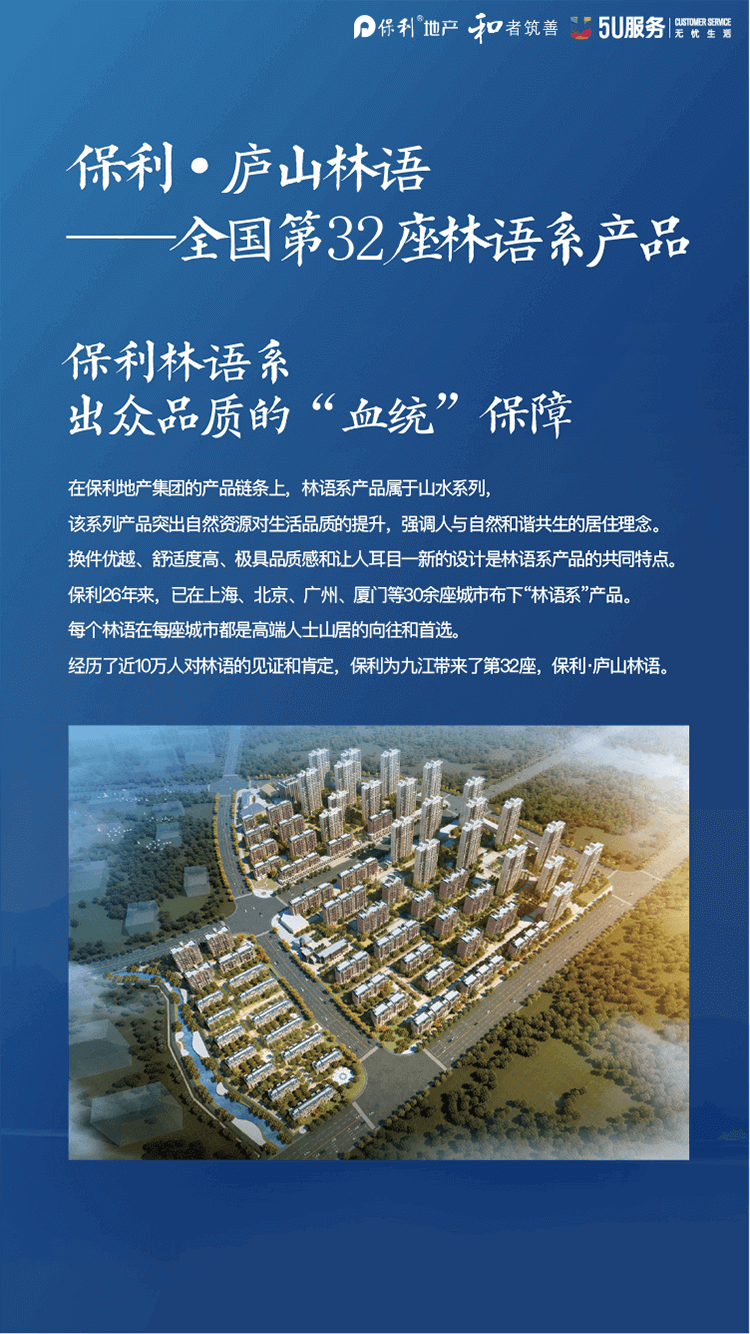 保利®地产 和者筑善 5U服务 CUSTOMER SERVICE
无忧生活
保利·庐山林语
——全国第32座林语系产品
保利林语系
出众品质的“血统”保障
在保利地产集团的产品链条上，林语系产品属于山水系列，
该系列产品突出自然资源对生活品质的提升，强调人与自然和谐共生的居住理念。
换件优越、舒适度高、极具品质感和让人耳目一新的设计是林语系产品的共同特点。
保利26年来，已在上海、北京、广州、厦门等30余座城市布下“林语系”产品。
每个林语在每座城市都是高端人士山居的向往和首选。
经历了近10万人对林语的见证和肯定，保利为九江带来了第32座，保利·庐山林语。